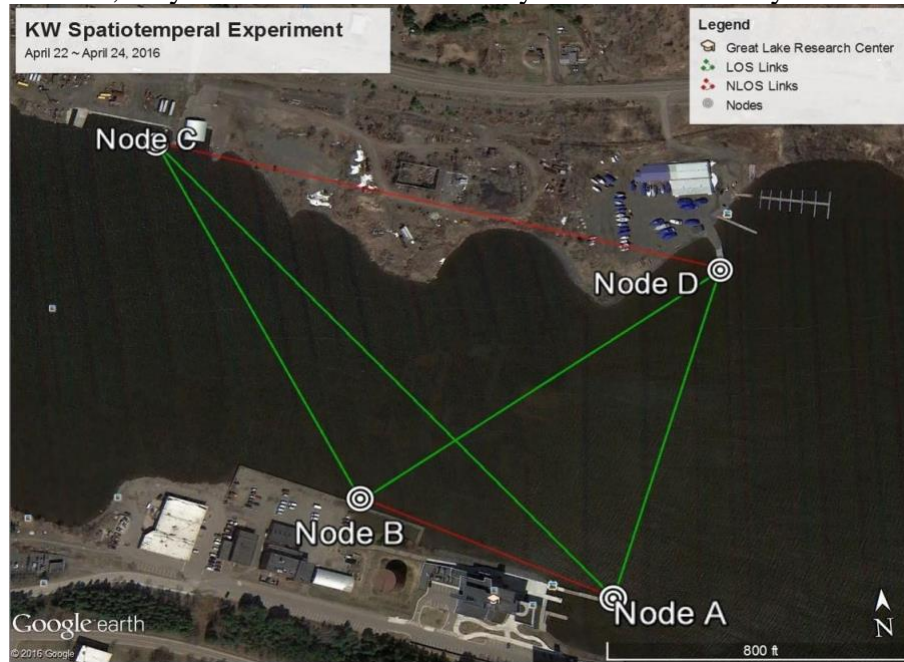 KW Spatiotemperal Experiment
April 22 ~ April 24, 2016
Legend
Great Lake Research Center
LOS Links
NLOS Links
Nodes
Node C
Node D
Node B
Node A
800 ft
N
Google earth
© 2016 Google